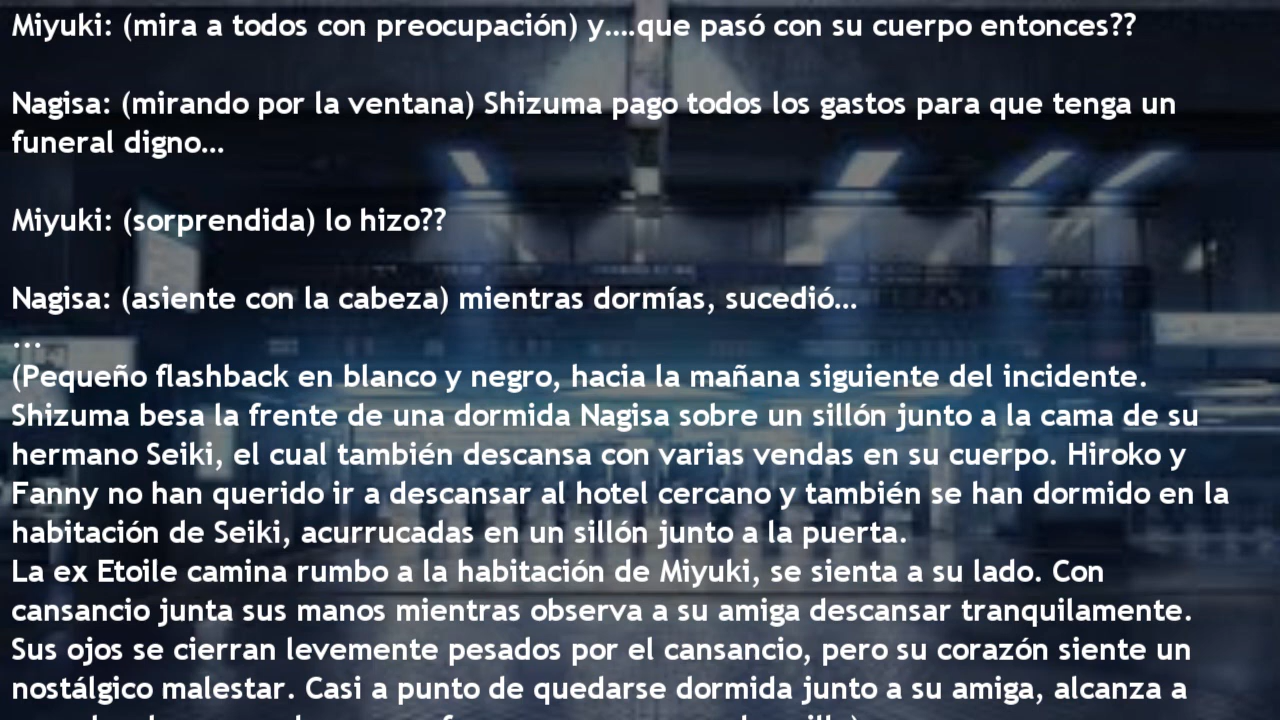 Miyuki: (mira a todos con preocupación) y....que pasó con su cuerpo entonces??
Nagisa: (mirando por la ventana) Shizuma pago todos los gastos para que tenga un
funeral digno...
Miyuki: (sorprendida) lo hizo??
Nagisa: (asiente con la cabeza) mientras dormías, sucedió...
...
(Pequeño flashback en blanco y negro, hacia la mañana siguiente del incidente.
Shizuma besa la frente de una dormida Nagisa sobre un sillón junto a la cama de su
hermano Seiki, el cual también descansa con varias vendas en su cuerpo. Hiroko y
Fanny no han querido ir a descansar al hotel cercano y también se han dormido en la
habitación de Seiki, acurrucadas en un sillón junto a la puerta.
La ex Etoile camina rumbo a la habitación de Miyuki, se sienta a su lado. Con
cansancio junta sus manos mientras observa a su amiga descansar tranquilamente.
Sus ojos se cierran levemente pesados por el cansancio, pero su corazón siente un
nostálgico malestar. Casi a punto de quedarse dormida junto a su amiga, alcanza a